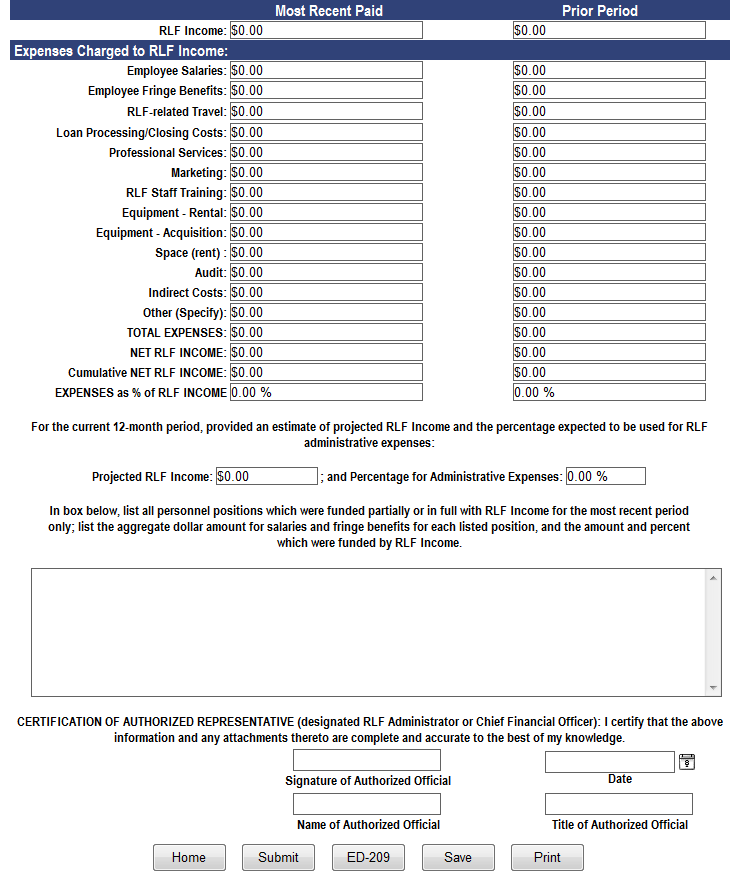 Most Recent Paid Prior Period
RLF Income: $0.00 $0.00
Expenses Charged to RLF Income:
Employee Salaries: $0.00 $0.00
Employee Fringe Benefits: $0.00 $0.00
RLF-related Travel: $0.00 $0.00
Loan Processing/Closing Costs: $0.00 $0.00
Professional Services: $0.00 $0.00
Marketing: $0.00 $0.00
RLF Staff Training: $0.00 $0.00
Equipment - Rental: $0.00 $0.00
Equipment - Acquisition: $0.00 $0.00
Space (rent) : $0.00 $0.00
Audit: $0.00 $0.00
Indirect Costs: $0.00 $0.00
Other (Specify): $0.00 $0.00
TOTAL EXPENSES: $0.00 $0.00
NET RLF INCOME: $0.00 $0.00
Cumulative NET RLF INCOME: $0.00 $0.00
EXPENSES as % of RLF INCOME 0.00 % 0.00 %
For the current 12-month period, provided an estimate of projected RLF Income and the percentage expected to be used for RLF
administrative expenses:
Projected RLF Income: $0.00 ; and Percentage for Administrative Expenses: 0.00 %
In box below, list all personnel positions which were funded partially or in full with RLF Income for the most recent period
only; list the aggregate dollar amount for salaries and fringe benefits for each listed position, and the amount and percent
which were funded by RLF Income.
CERTIFICATION OF AUTHORIZED REPRESENTATIVE (designated RLF Administrator or Chief Financial Officer): I certify that the above
information and any attachments thereto are complete and accurate to the best of my knowledge.
Signature of Authorized Official Date
Name of Authorized Official Title of Authorized Official
Home Submit ED-209 Save Print